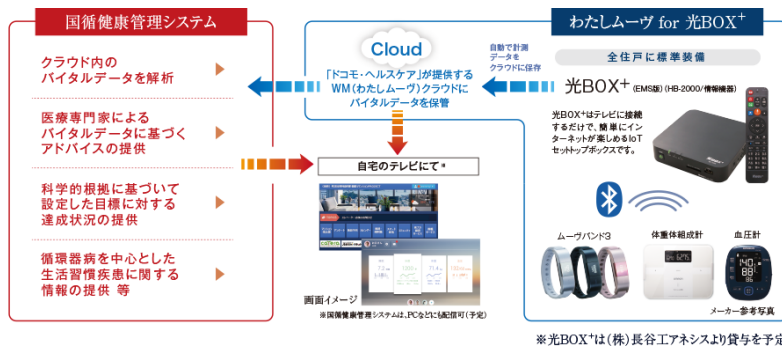 国循健康管理システム
クラウド内の
バイタルデータを解析
医療専門家による
バイタルデータに基づく
アドバイスの提供
科学的根拠に基づいて
設定した目標に対する
達成状況の提供
循環器病を中心とした
生活習慣疾患に関する
情報の提供 等
Cloud
「ドコモ・ヘルスケア」が提供する
WM(わたしムーヴ)クラウドに
バイタルデータを保管
自動で計測
データを
クラウドに保存
自宅のテレビにて※
画面イメージ
※国循健康管理システムは、PCなどにも配信可(予定)
わたしムーヴ for 光BOX+
全住戸に標準装備
光BOX+ (EMS版)(HB-2000/情報機器)
光BOX+はテレビに接続
するだけで、簡単にイン
ターネットが楽しめるIoT
セットトップボックスです。
ムーヴバンド3
体重体組成計
血圧計
メーカー参考写真
※光BOX+は(株)長谷工アネシスより貸与を予定